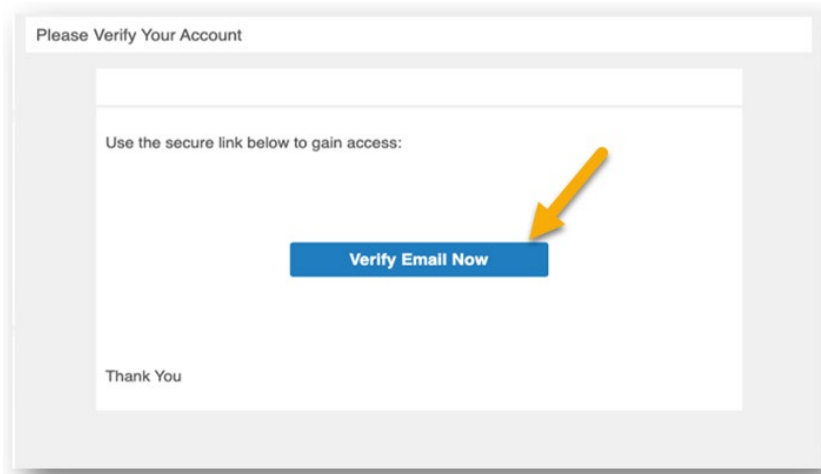 Please Verify Your Account
Use the secure link below to gain access:
Verify Email Now
Thank You